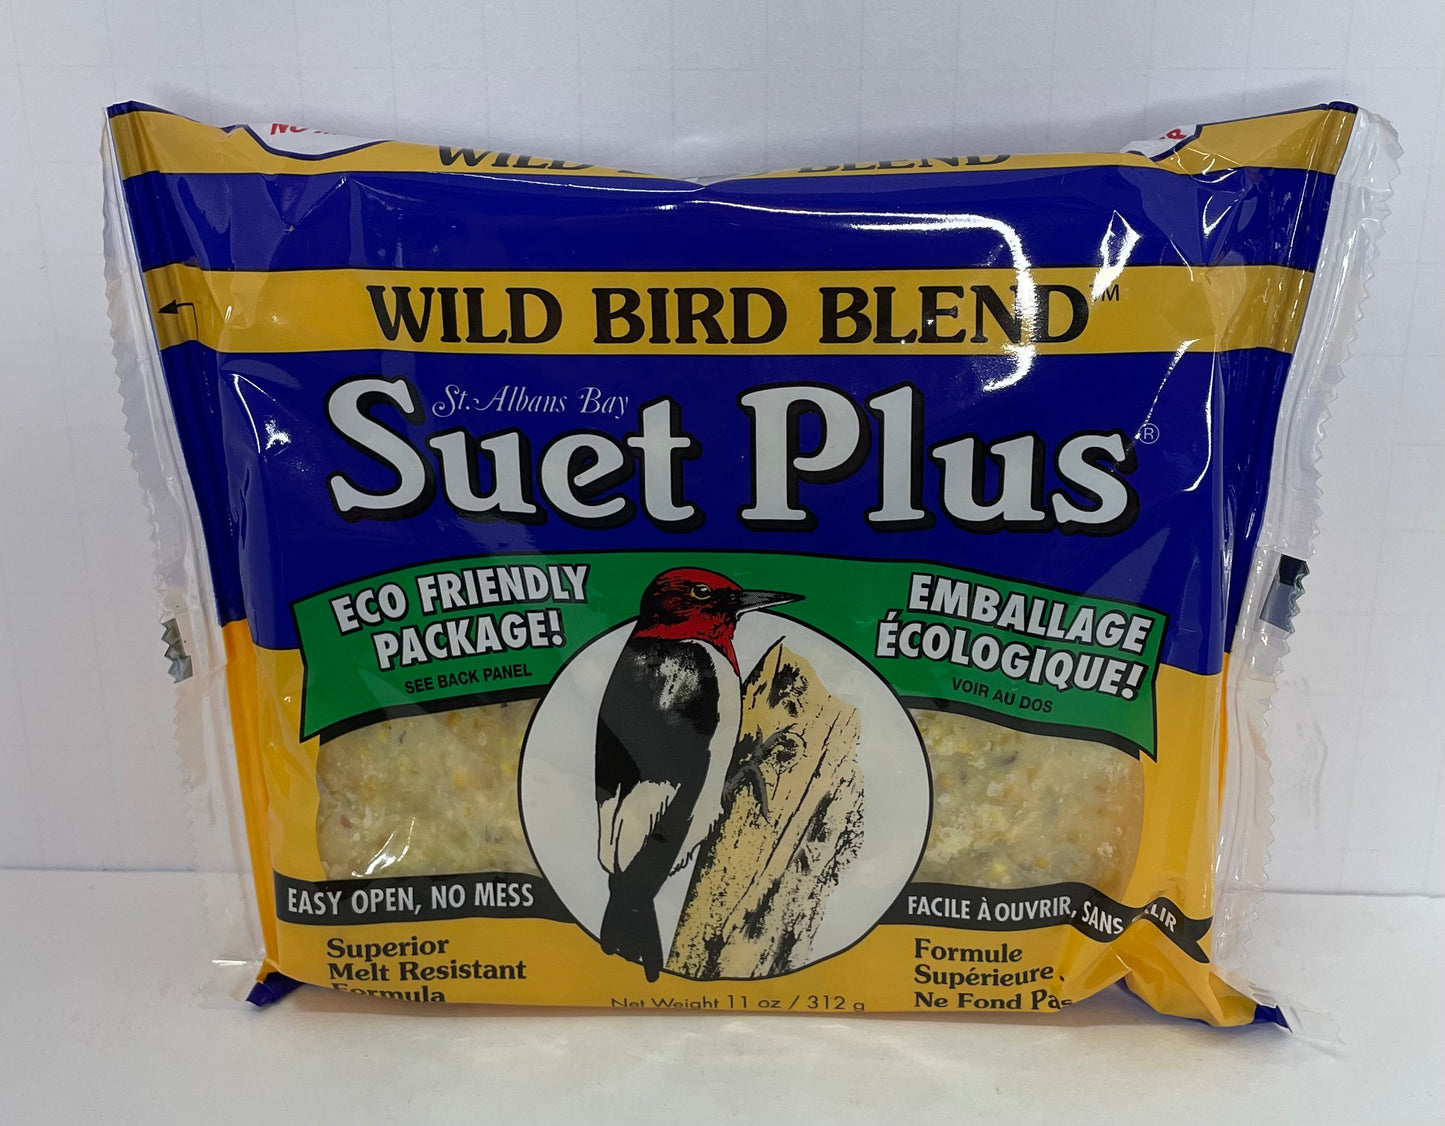 WILD BLEND
WILD BIRD BLEND™
St. Albans Bay
Suet Plus®
ECO FRIENDLY
PACKAGE!
SEE BACK PANEL
EMBALLAGE
ÉCOLOGIQUE!
VOIR AU DOS
EASY OPEN, NO MESS
FACILE À OUVRIR, SANS
Superior
Melt Resistant
Formula
Formule
Supérieure
Ne Fond Pas
Net Weight 11 oz / 312 g